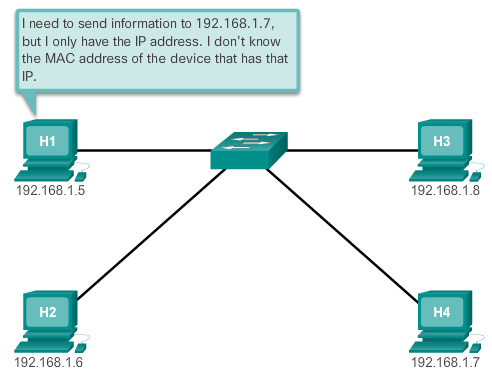 I need to send information to 192.168.1.7,
but I only have the IP address. I don't know
the MAC address of the device that has that
IP.
H1
192.168.1.5
H3
192.168.1.8
H2
192.168.1.6
H4
192.168.1.7